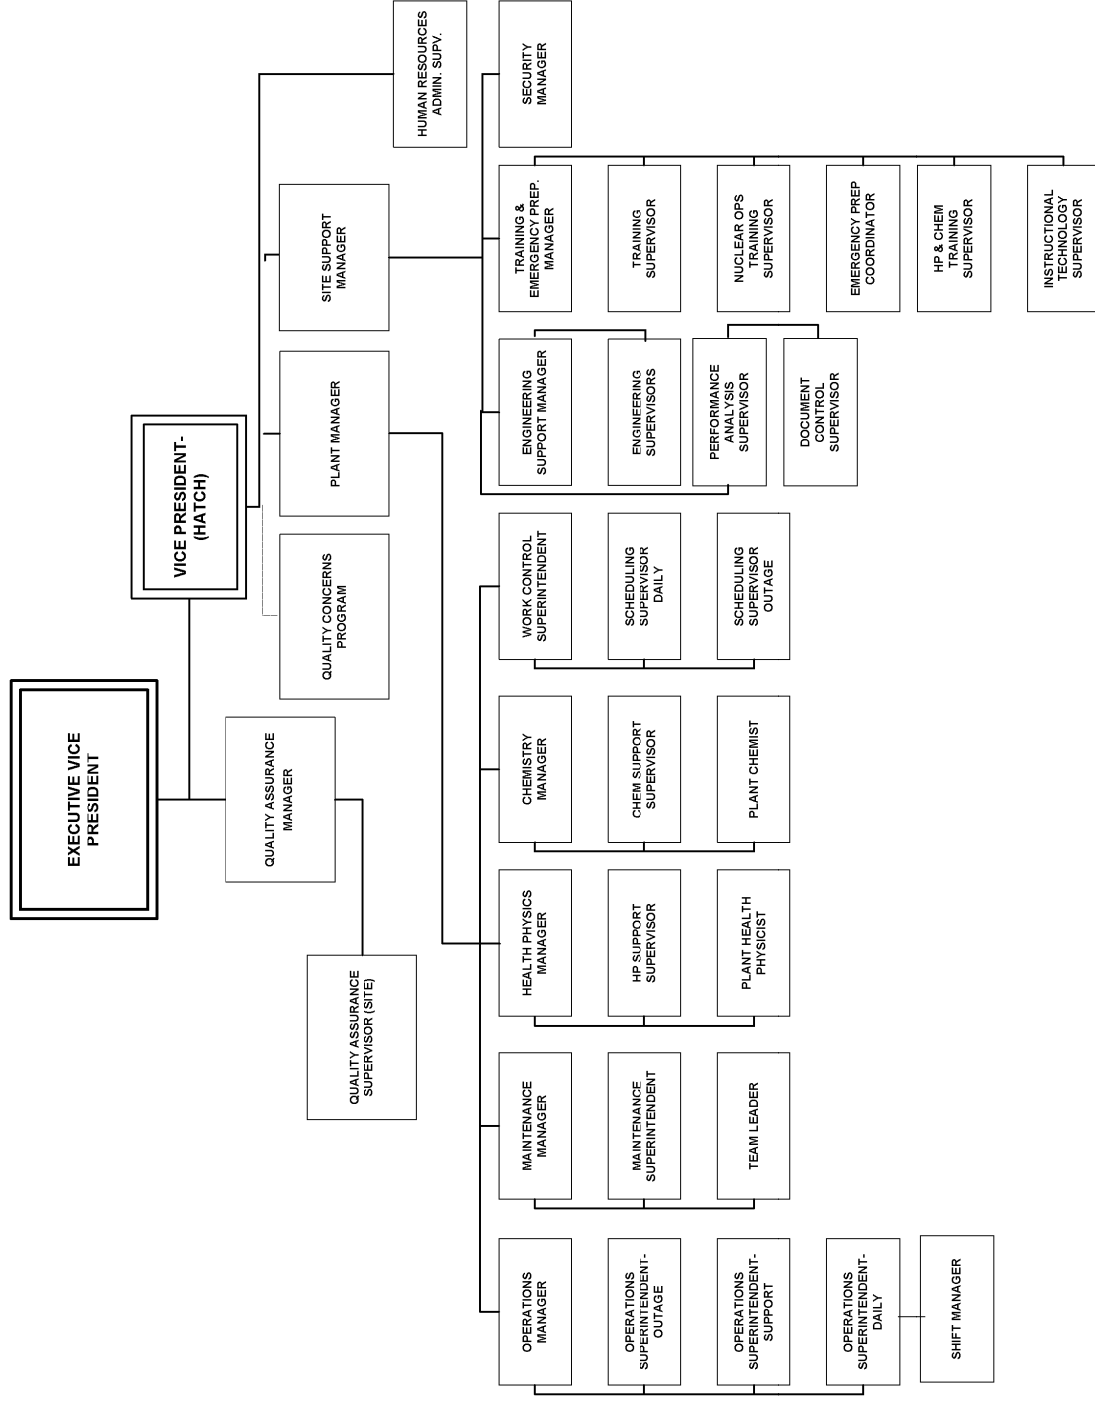 EXECUTIVE VICE
PRESIDENT
VICE PRESIDENT-
(HATCH)
QUALITY ASSURANCE
MANAGER
QUALITY ASSURANCE
SUPERVISOR (SITE)
QUALITY CONCERNS
PROGRAM
PLANT MANAGER
SITE SUPPORT
MANAGER
HUMAN RESOURCES
ADMIN. SUPV.
OPERATIONS
MANAGER
OPERATIONS
SUPERINTENDENT-
OUTAGE
OPERATIONS
SUPERINTENDENT-
SUPPORT
OPERATIONS
SUPERINTENDENT-
DAILY
SHIFT MANAGER
MAINTENANCE
MANAGER
MAINTENANCE
SUPERINTENDENT
TEAM LEADER
HEALTH PHYSICS
MANAGER
HP SUPPORT
SUPERVISOR
PLANT HEALTH
PHYSICIST
CHEMISTRY
MANAGER
CHEM SUPPORT
SUPERVISOR
PLANT CHEMIST
WORK CONTROL
SUPERINTENDENT
SCHEDULING
SUPERVISOR
DAILY
SCHEDULING
SUPERVISOR
OUTAGE
ENGINEERING
SUPPORT MANAGER
ENGINEERING
SUPERVISORS
PERFORMANCE
ANALYSIS
SUPERVISOR
DOCUMENT
CONTROL
SUPERVISOR
TRAINING &
EMERGENCY PREP.
MANAGER
TRAINING
SUPERVISOR
NUCLEAR OPS
TRAINING
SUPERVISOR
EMERGENCY PREP
COORDINATOR
HP & CHEM
TRAINING
SUPERVISOR
INSTRUCTIONAL
TECHNOLOGY
SUPERVISOR
SECURITY
MANAGER